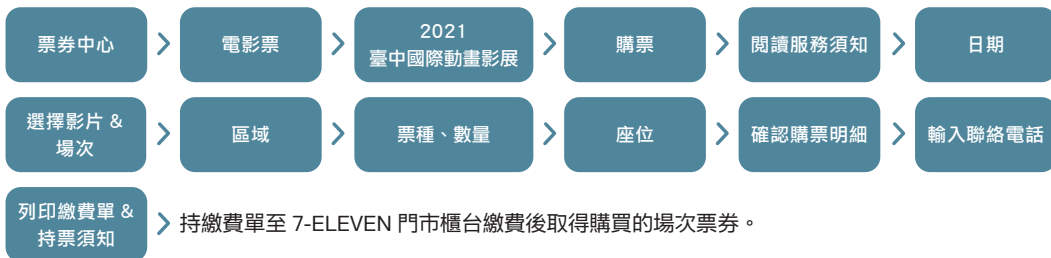 票券中心
電影票
2021
臺中國際動畫影展
購票
閱讀服務須知
日期
選擇影片 &
場次
區域
票種、數量
座位
確認購票明細
輸入聯絡電話
列印繳費單 &
持票須知
持繳費單至 7-ELEVEN 門市櫃台繳費後取得購買的場次票券。